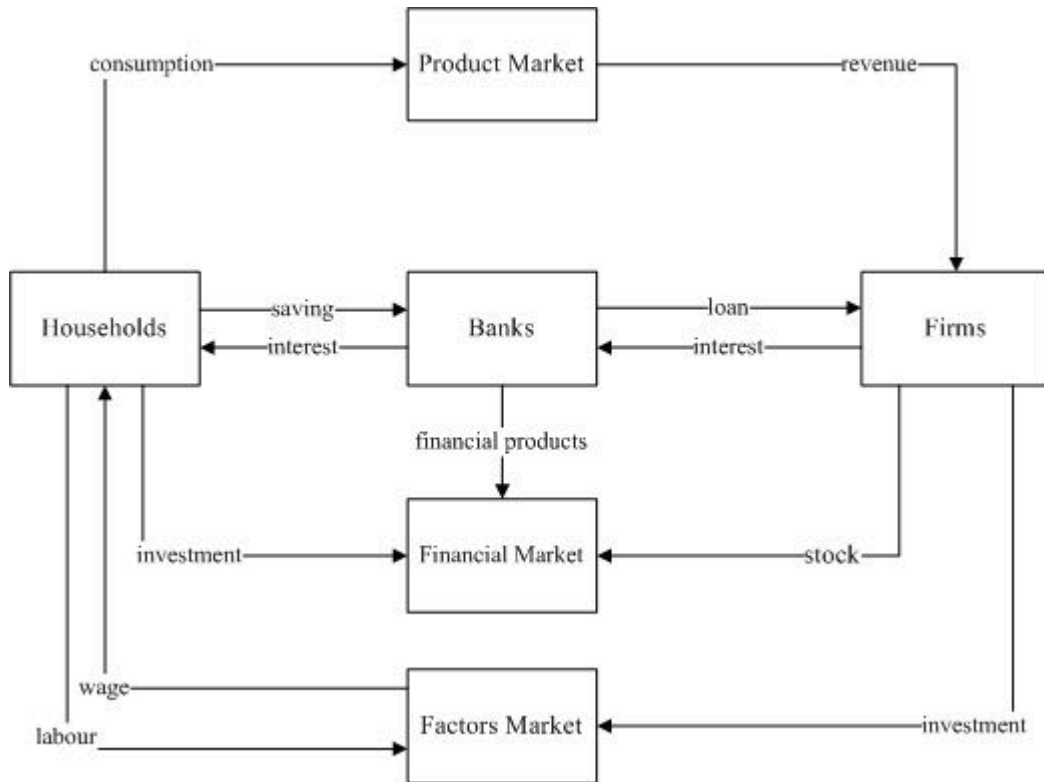 consumption
Product Market
revenue
Households
saving
interest
Banks
loan
interest
Firms
financial products
investment
Financial Market
stock
wage
labour
Factors Market
investment